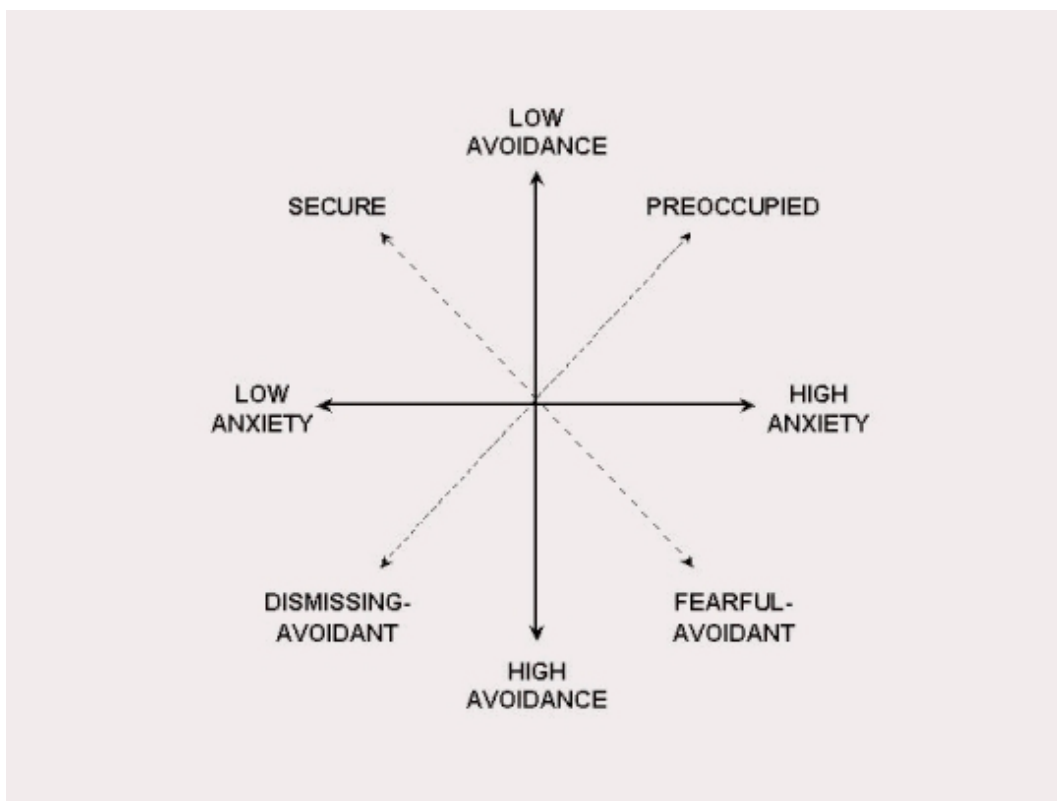 LOW
AVOIDANCE
SECURE
PREOCCUPIED
LOW
ANXIETY
HIGH
ANXIETY
DISMISSING-
AVOIDANT
FEARFUL-
AVOIDANT
HIGH
AVOIDANCE